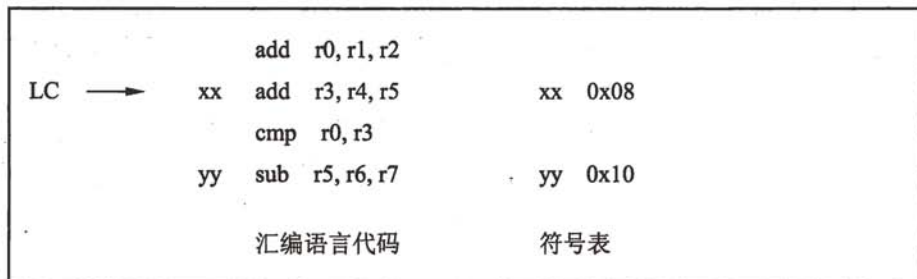 add r0, r1, r2
LC xx add r3, r4, r5 xx 0x08
cmp r0, r3
yy sub r5, r6, r7 yy 0x10
汇编语言代码 符号表